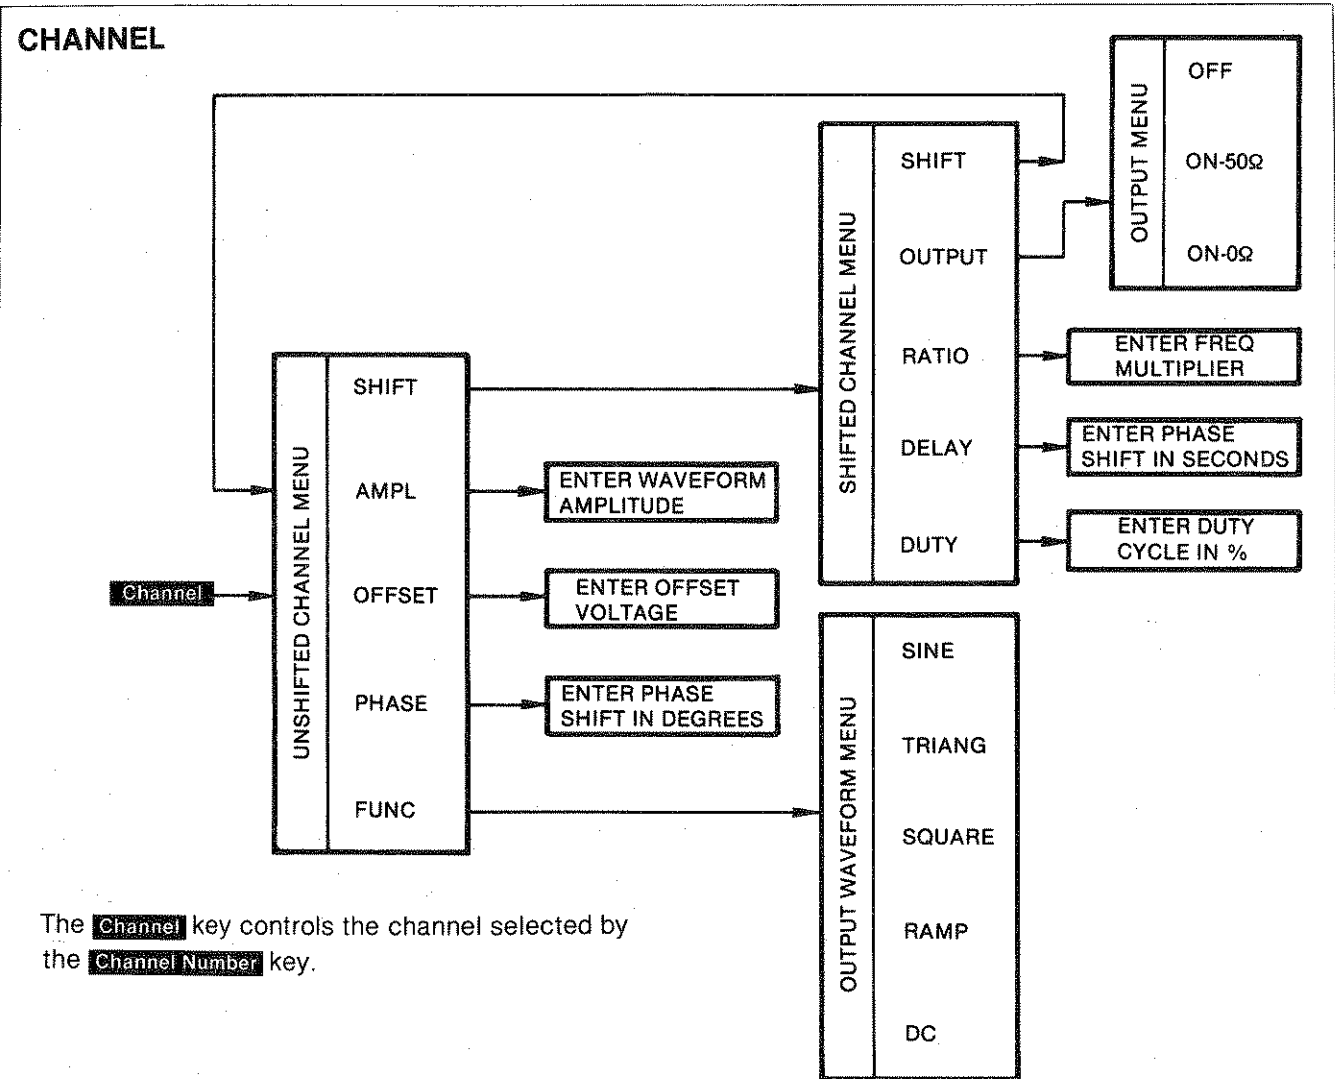 CHANNEL
OUTPUT MENU
OFF
ON-50Ω
ON-0Ω
SHIFTED CHANNEL MENU
SHIFT
OUTPUT
RATIO
DELAY
DUTY
ENTER FREQ
MULTIPLIER
ENTER PHASE
SHIFT IN SECONDS
ENTER DUTY
CYCLE IN %
Channel
UNSHIFTED CHANNEL MENU
SHIFT
AMPL
OFFSET
PHASE
FUNC
ENTER WAVEFORM
AMPLITUDE
ENTER OFFSET
VOLTAGE
ENTER PHASE
SHIFT IN DEGREES
OUTPUT WAVEFORM MENU
SINE
TRIANG
SQUARE
RAMP
DC
The Channel key controls the channel selected by
the Channel Number key.